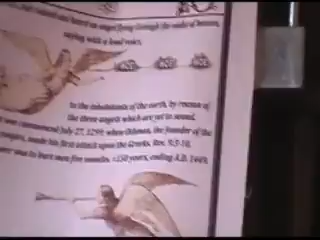 and heard an angel flying through the midst of heaven,
saying with a loud voice,
to the inhabitants of the earth, by reason of
the three angels which are yet to sound.
commenced July 27, 1299, when Othman, the founder of the
empire, made his first attack upon the Greeks. Rev. 9:3-10.
was to hurt men five months. =150 years, ending A.D. 1449.